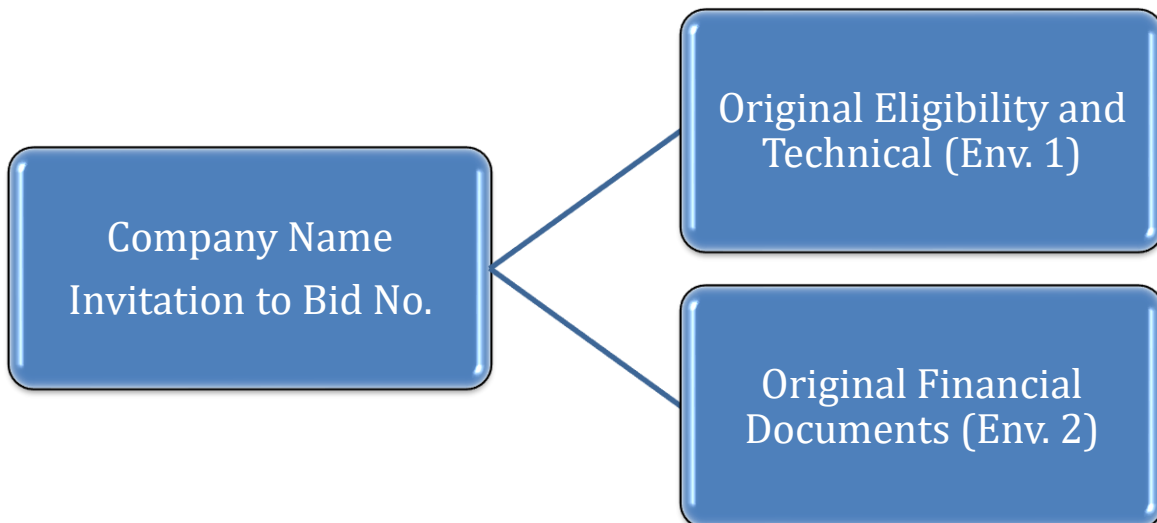 Company Name
Invitation to Bid No.
Original Eligibility and
Technical (Env. 1)
Original Financial
Documents (Env. 2)